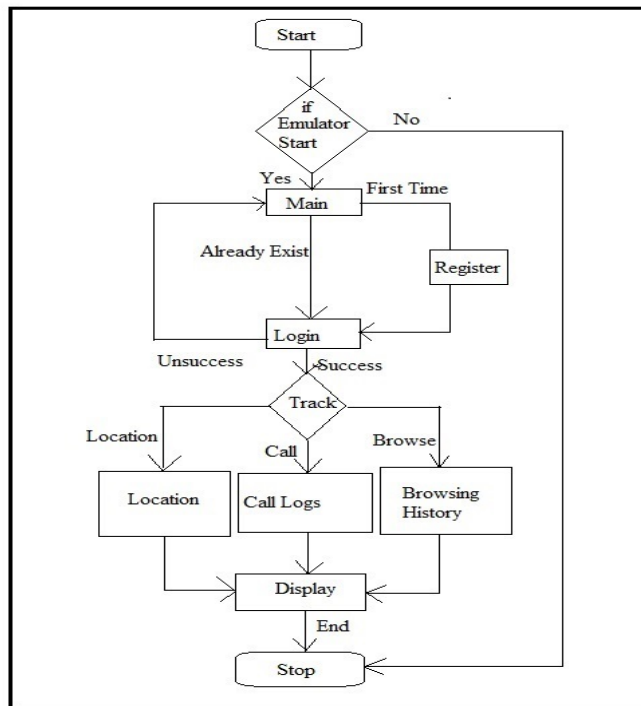 Start
if
Emulator
Start
No
Yes
First Time
Main
Already Exist
Register
Login
Unsuccess
Success
Track
Location
Call
Browse
Location
Call Logs
Browsing
History
Display
End
Stop